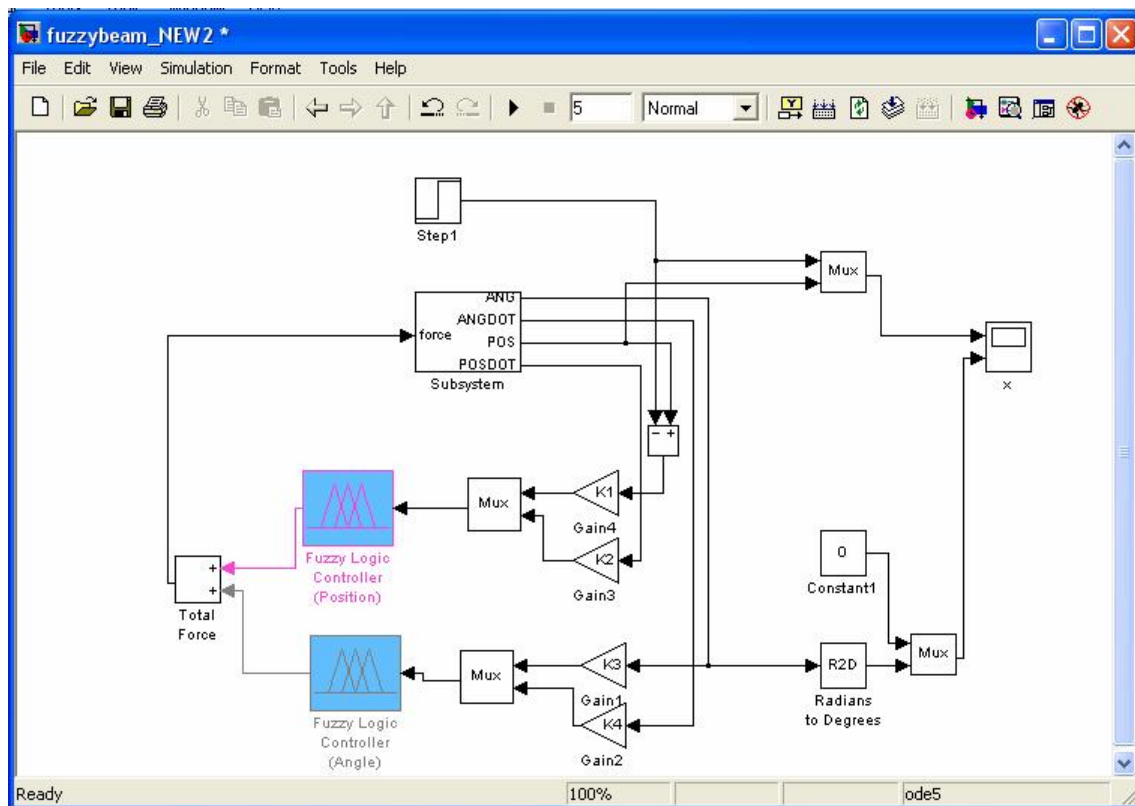 fuzzybeam_NEW2 *
File Edit View Simulation Format Tools Help
5 Normal
Step1
Mux
ANG
ANGDOT
force
POS
POSDOT
Subsystem
x
- +
K1
Mux
Gain4
Fuzzy Logic
Controller
(Position)
K2
Gain3
0
Constant1
+
+
Total
Force
K3
Mux
Gain1
R2D
Mux
Radians
to Degrees
K4
Gain2
Fuzzy Logic
Controller
(Angle)
Ready 100% ode5